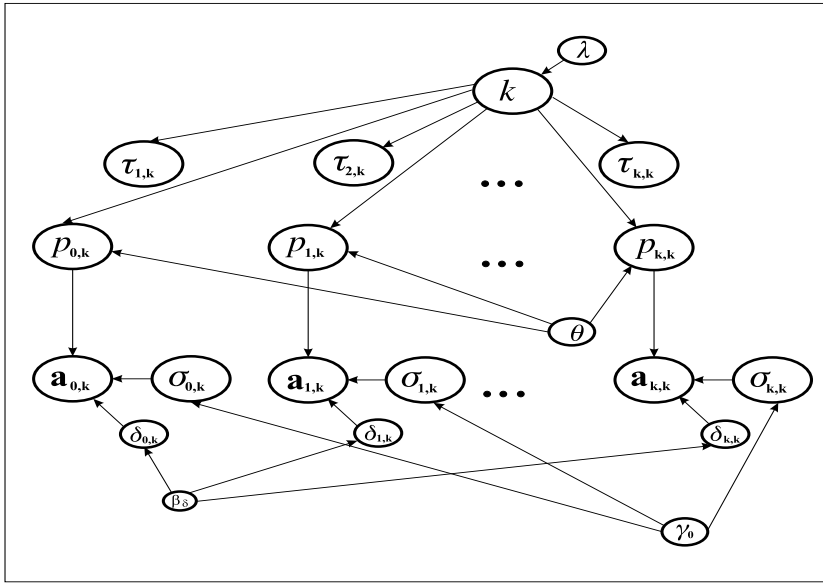 λ
k
τ1,k τ2,k τk,k
...
p0,k p1,k pk,k
...
θ
a0,k σ0,k a1,k σ1,k ... ak,k σk,k
δ0,k δ1,k δk,k
βδ
γ0